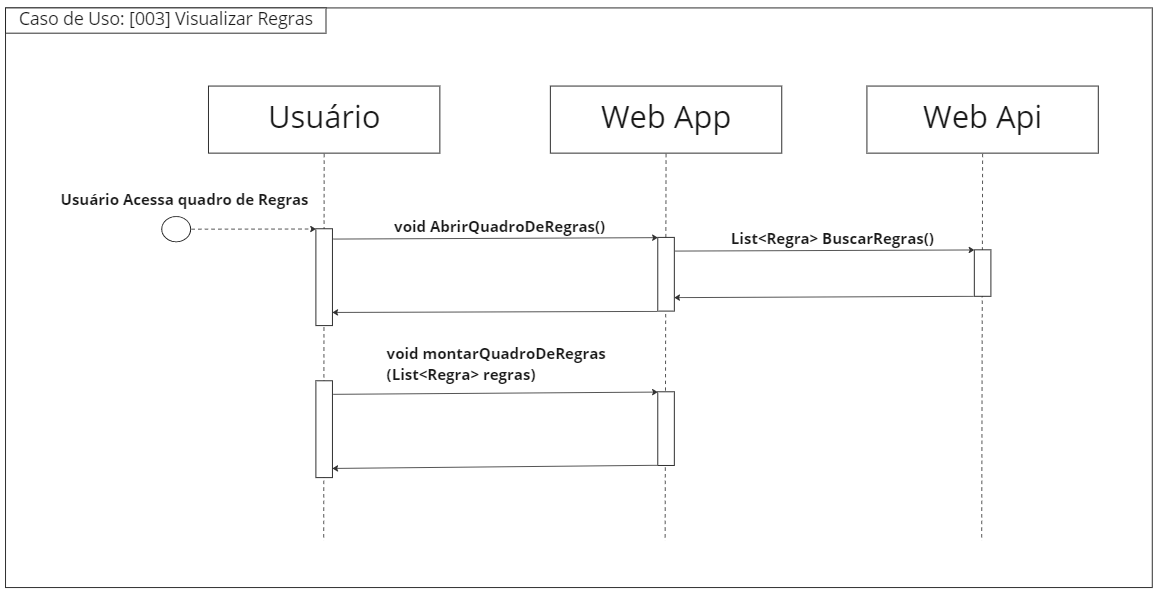 Caso de Uso: [003] Visualizar Regras
Usuário
Web App
Web Api
Usuário Acessa quadro de Regras
void AbrirQuadroDeRegras()
List<Regra> BuscarRegras()
void montarQuadroDeRegras
(List<Regra> regras)